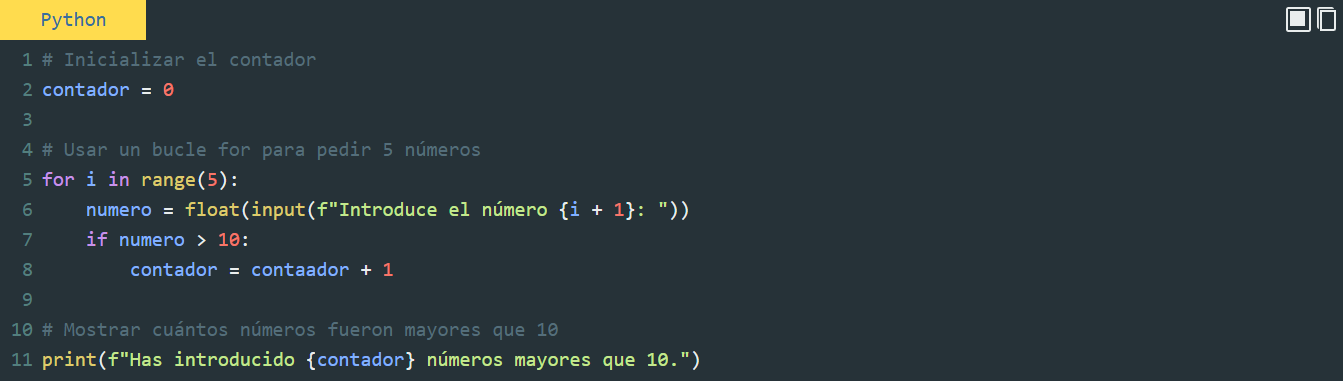 Python
1 # Inicializar el contador
2 contador = 0
3
4 # Usar un bucle for para pedir 5 números
5 for i in range(5):
6     numero = float(input(f"Introduce el número {i + 1}: "))
7     if numero > 10:
8         contador = contaador + 1
9
10 # Mostrar cuántos números fueron mayores que 10
11 print(f"Has introducido {contador} números mayores que 10.")